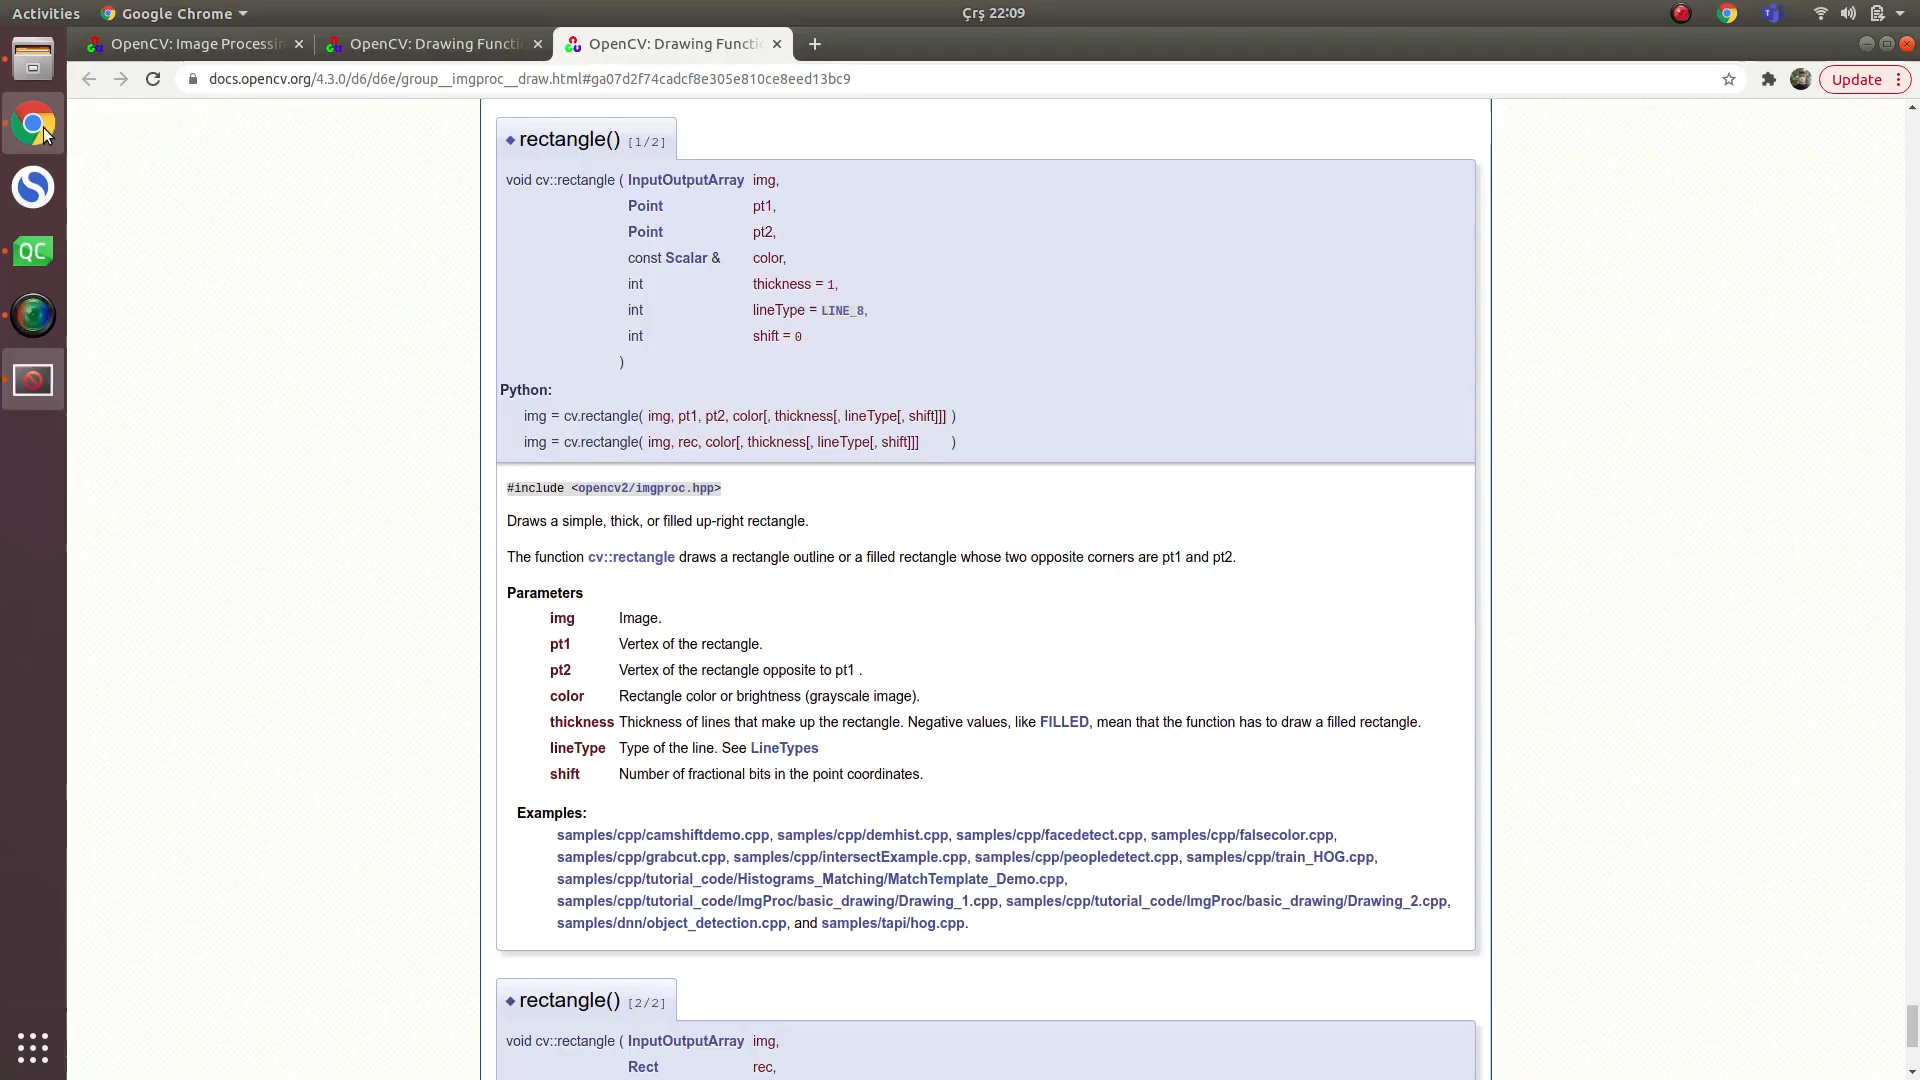 Activities
Google Chrome
Çrş 22:09
OpenCV: Image Processin
OpenCV: Drawing Functi
OpenCV: Drawing Functi
docs.opencv.org/4.3.0/d6/d6e/group__imgproc__draw.html#ga07d2f74cadcf8e305e810ce8eed13bc9
Update
QC
◆ rectangle() [1/2]
void cv::rectangle ( InputOutputArray img,
Point pt1,
Point pt2,
const Scalar & color,
int thickness = 1,
int lineType = LINE_8,
int shift = 0
)
Python:
img = cv.rectangle( img, pt1, pt2, color[, thickness[, lineType[, shift]]] )
img = cv.rectangle( img, rec, color[, thickness[, lineType[, shift]]] )
#include <opencv2/imgproc.hpp>
Draws a simple, thick, or filled up-right rectangle.
The function cv::rectangle draws a rectangle outline or a filled rectangle whose two opposite corners are pt1 and pt2.
Parameters
img Image.
pt1 Vertex of the rectangle.
pt2 Vertex of the rectangle opposite to pt1 .
color Rectangle color or brightness (grayscale image).
thickness Thickness of lines that make up the rectangle. Negative values, like FILLED, mean that the function has to draw a filled rectangle.
lineType Type of the line. See LineTypes
shift Number of fractional bits in the point coordinates.
Examples:
samples/cpp/camshiftdemo.cpp, samples/cpp/demhist.cpp, samples/cpp/facedetect.cpp, samples/cpp/falsecolor.cpp,
samples/cpp/grabcut.cpp, samples/cpp/intersectExample.cpp, samples/cpp/peopledetect.cpp, samples/cpp/train_HOG.cpp,
samples/cpp/tutorial_code/Histograms_Matching/MatchTemplate_Demo.cpp,
samples/cpp/tutorial_code/ImgProc/basic_drawing/Drawing_1.cpp, samples/cpp/tutorial_code/ImgProc/basic_drawing/Drawing_2.cpp,
samples/dnn/object_detection.cpp, and samples/tapi/hog.cpp.
◆ rectangle() [2/2]
void cv::rectangle ( InputOutputArray img,
Rect rec,